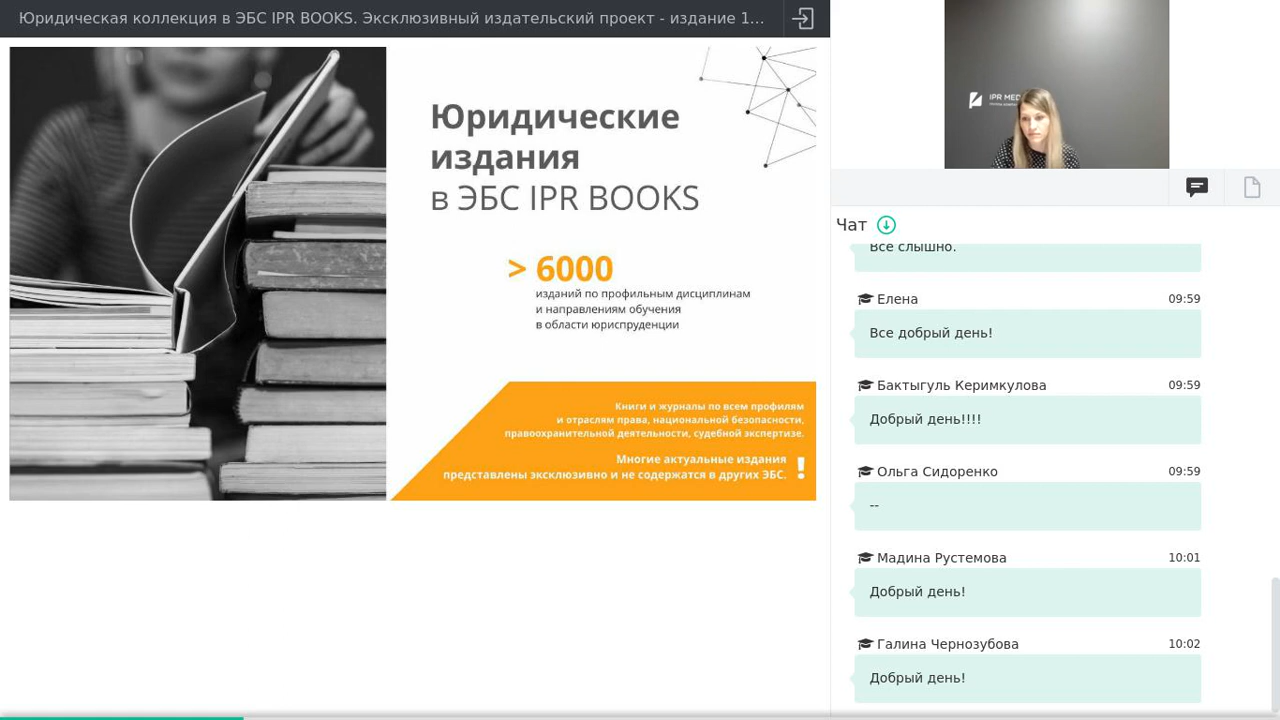 Юридическая коллекция в ЭБС IPR BOOKS. Эксклюзивный издательский проект - издание 1...
Юридические
издания
в ЭБС IPR BOOKS
> 6000
изданий по профильным дисциплинам
и направлениям обучения
в области юриспруденции
Книги и журналы по всем профилям
и отраслям права, национальной безопасности,
правоохранительной деятельности, судебной экспертизе.
Многие актуальные издания
представлены эксклюзивно и не содержатся в других ЭБС. !
IPR MED
Чат
Все слышно.
Елена 09:59
Все добрый день!
Бактыгуль Керимкулова 09:59
Добрый день!!!!
Ольга Сидоренко 09:59
--
Мадина Рустемова 10:01
Добрый день!
Галина Чернозубова 10:02
Добрый день!